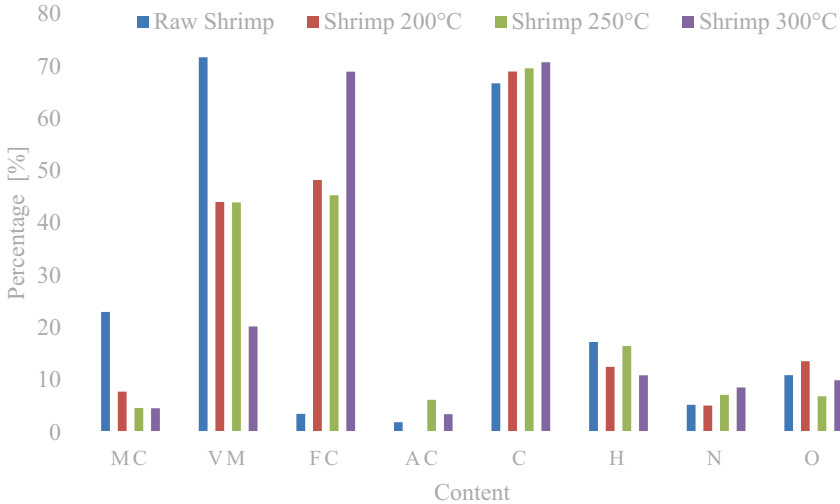 80
Raw Shrimp Shrimp 200°C Shrimp 250°C Shrimp 300°C
70
60
50
40
30
20
10
0
Percentage [%]
MC VM FC AC C H N O
Content